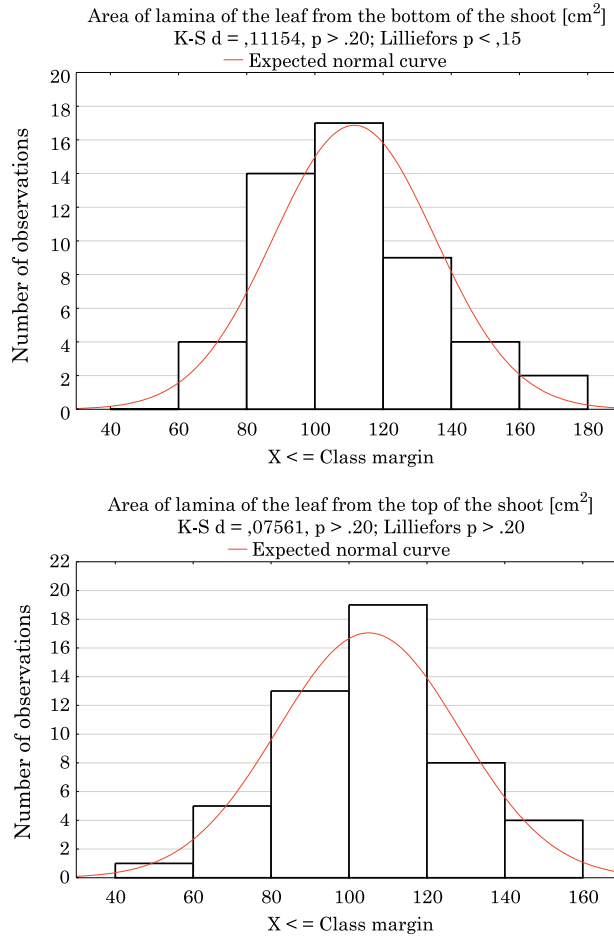 Area of lamina of the leaf from the bottom of the shoot [cm²]
K-S d = ,11154, p > .20; Lilliefors p < ,15
— Expected normal curve
Number of observations
20
18
16
14
12
10
8
6
4
2
0
40 60 80 100 120 140 160 180
X < = Class margin
Area of lamina of the leaf from the top of the shoot [cm²]
K-S d = ,07561, p > .20; Lilliefors p > .20
— Expected normal curve
Number of observations
22
20
18
16
14
12
10
8
6
4
2
0
40 60 80 100 120 140 160
X < = Class margin